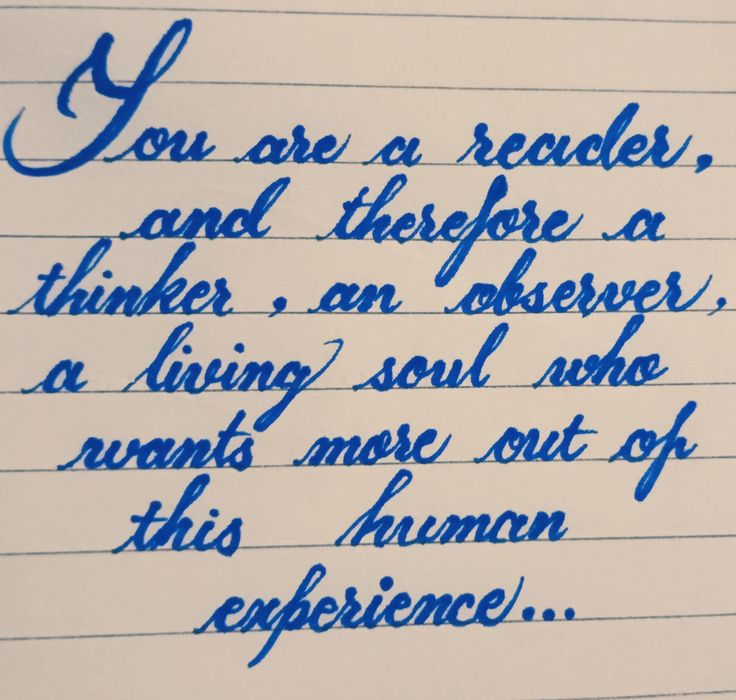 You are a reader,
and therefore a
thinker, an observer,
a living soul who
wants more out of
this human
experience...